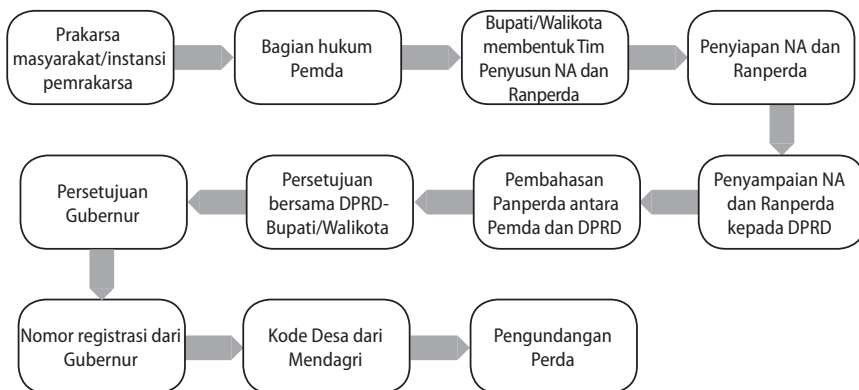 Prakarsa
masyarakat/instansi
pemrakarsa
Bagian hukum
Pemda
Bupati/Walikota
membentuk Tim
Penyusun NA dan
Ranperda
Penyiapan NA dan
Ranperda
Penyampaian NA
dan Ranperda
kepada DPRD
Pembahasan
Panperda antara
Pemda dan DPRD
Persetujuan
bersama DPRD-
Bupati/Walikota
Persetujuan
Gubernur
Nomor registrasi dari
Gubernur
Kode Desa dari
Mendagri
Pengundangan
Perda